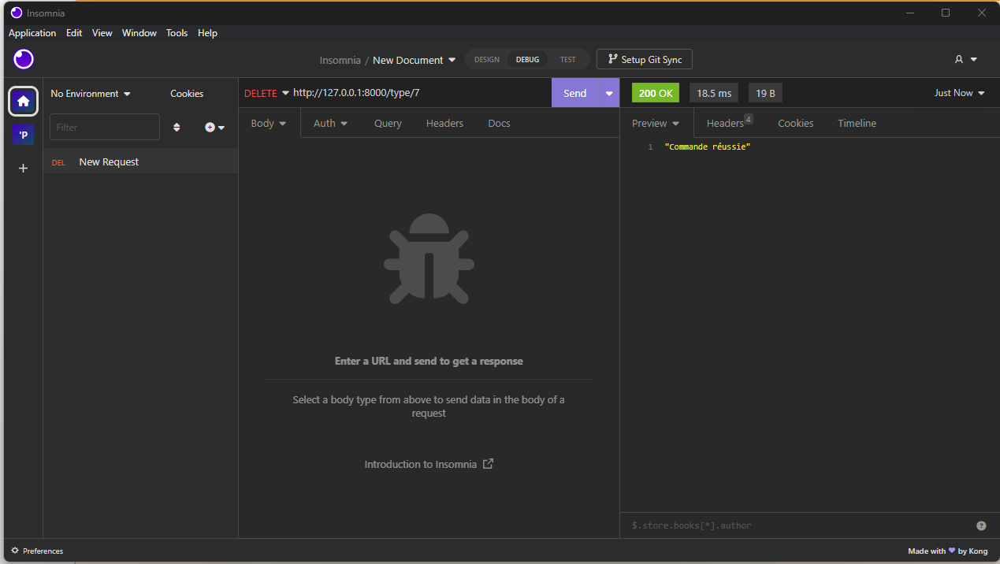 Insomnia
Application Edit View Window Tools Help
Insomnia / New Document DESIGN DEBUG TEST Setup Git Sync
No Environment Cookies
DELETE http://127.0.0.1:8000/type/7 Send
200 OK 18.5 ms 19 B Just Now
Filter
'P
DEL New Request
Body Auth Query Headers Docs
Enter a URL and send to get a response
Select a body type from above to send data in the body of a
request
Introduction to Insomnia
Preview Headers 4 Cookies Timeline
1 "Commande réussie"
$.store.books[*].author ?
Preferences
Made with by Kong